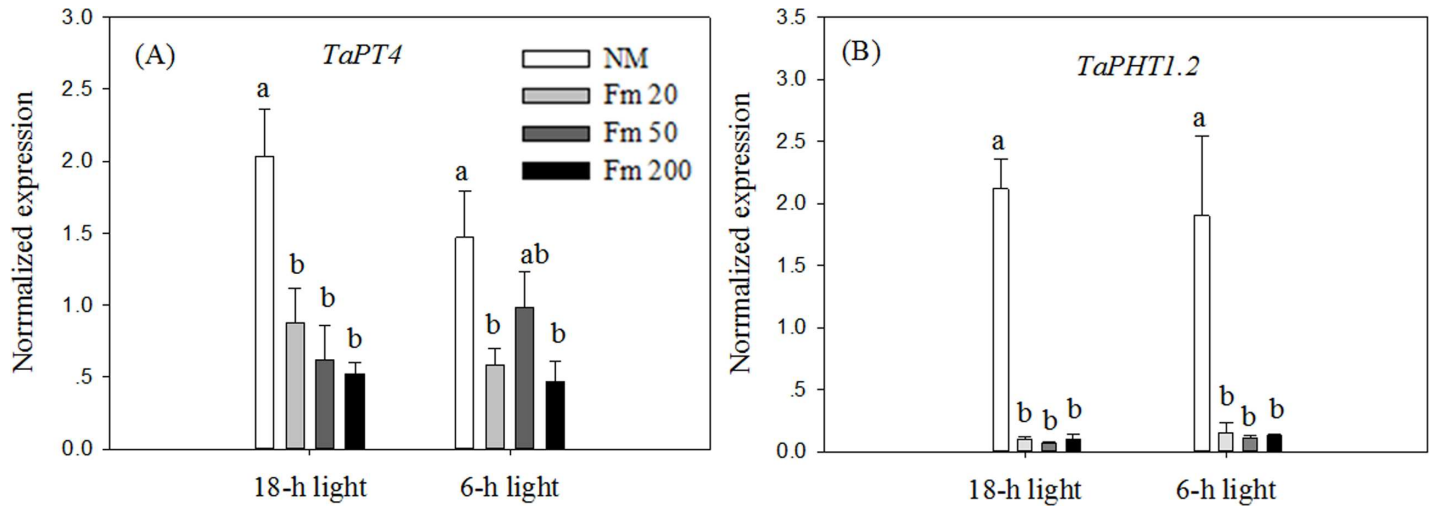 (A)
TaPT4
NM
Fm 20
Fm 50
Fm 200
Norrmalized expression
3.0
2.5
2.0
1.5
1.0
.5
0.0
a
b
b
b
a
b
ab
b
18-h light
6-h light
(B)
TaPHT1.2
Normalized expression
3.5
3.0
2.5
2.0
1.5
1.0
.5
0.0
a
b
b
b
a
b
b
b
18-h light
6-h light